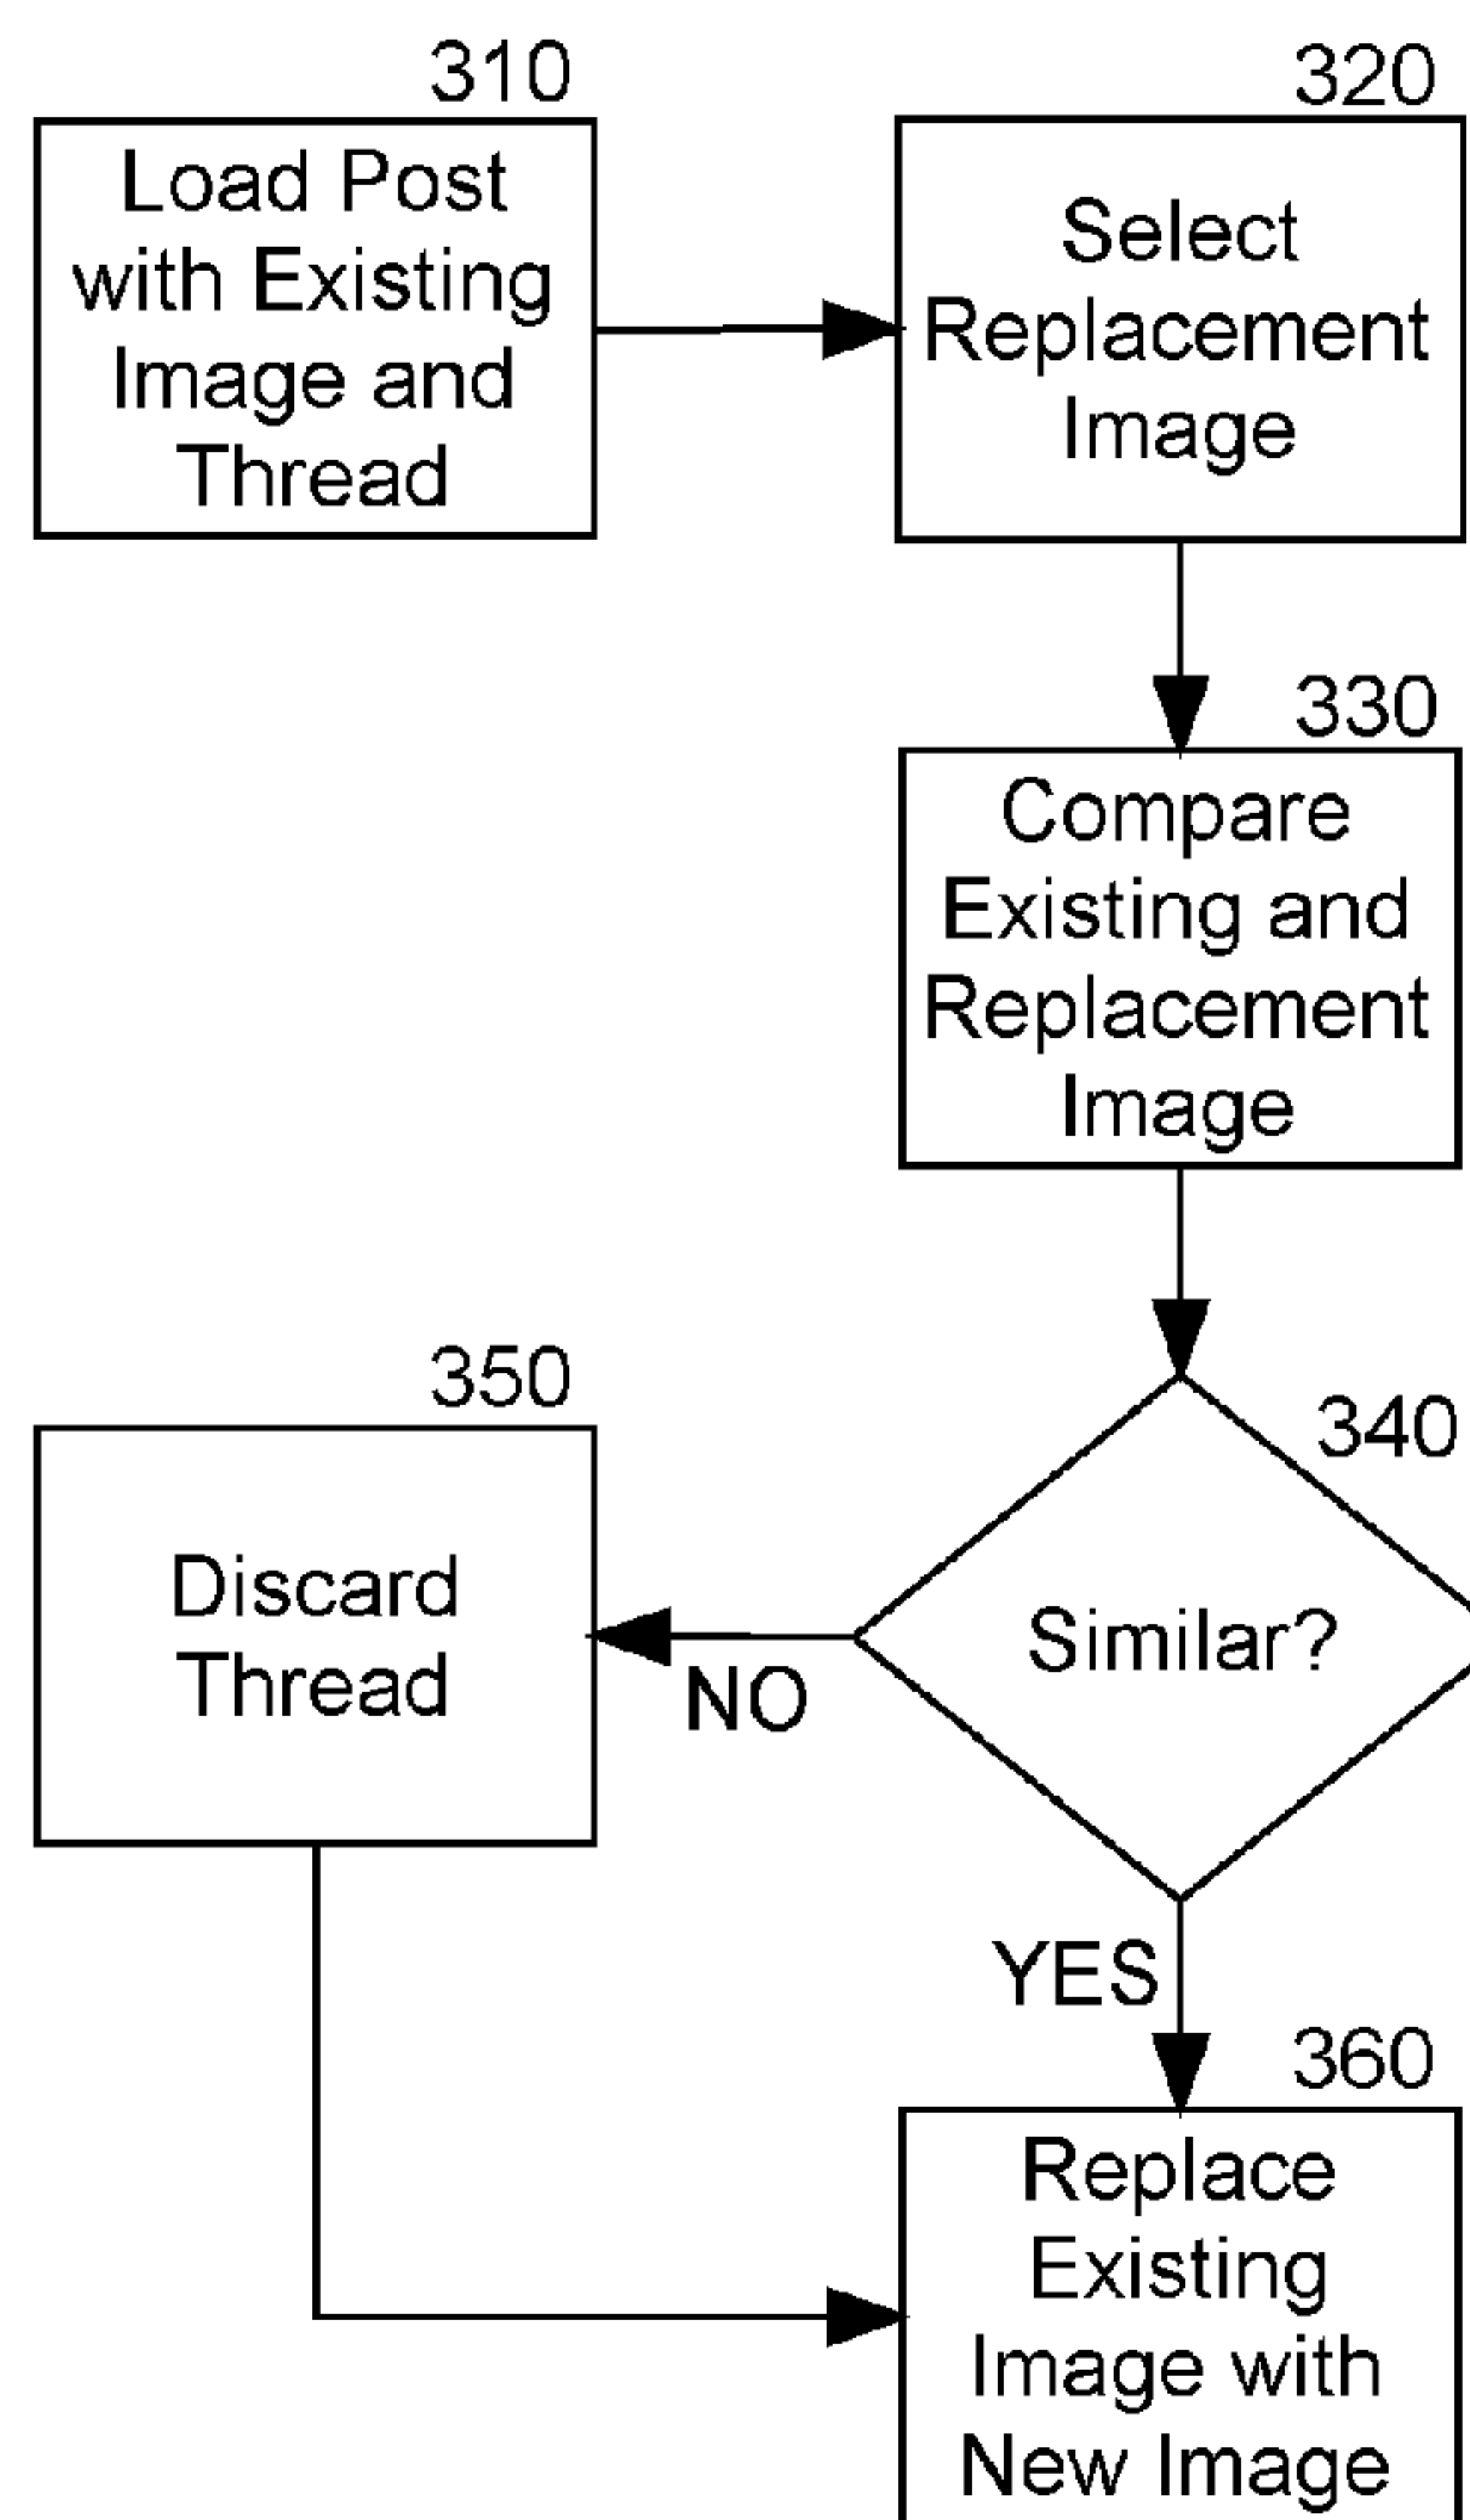 310
Load Post
with Existing
Image and
Thread
320
Select
Replacement
Image
330
Compare
Existing and
Replacement
Image
340
Similar?
350
Discard
Thread
NO
YES
360
Replace
Existing
Image with
New Image